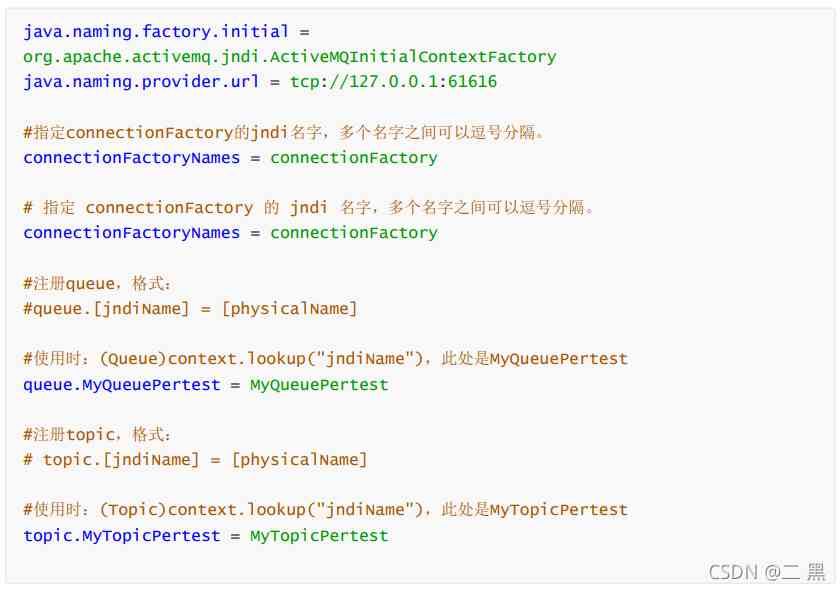 java.naming.factory.initial =
org.apache.activemq.jndi.ActiveMQInitialContextFactory
java.naming.provider.url = tcp://127.0.0.1:61616
#指定connectionFactory的jndi名字，多个名字之间可以逗号分隔。
connectionFactoryNames = connectionFactory
# 指定 connectionFactory 的 jndi 名字，多个名字之间可以逗号分隔。
connectionFactoryNames = connectionFactory
#注册queue，格式：
#queue.[jndiName] = [physicalName]
#使用时：(Queue)context.lookup("jndiName")，此处是MyQueuePertest
queue.MyQueuePertest = MyQueuePertest
#注册topic，格式：
# topic.[jndiName] = [physicalName]
#使用时：(Topic)context.lookup("jndiName")，此处是MyTopicPertest
topic.MyTopicPertest = MyTopicPertest
CSDN @二 黑